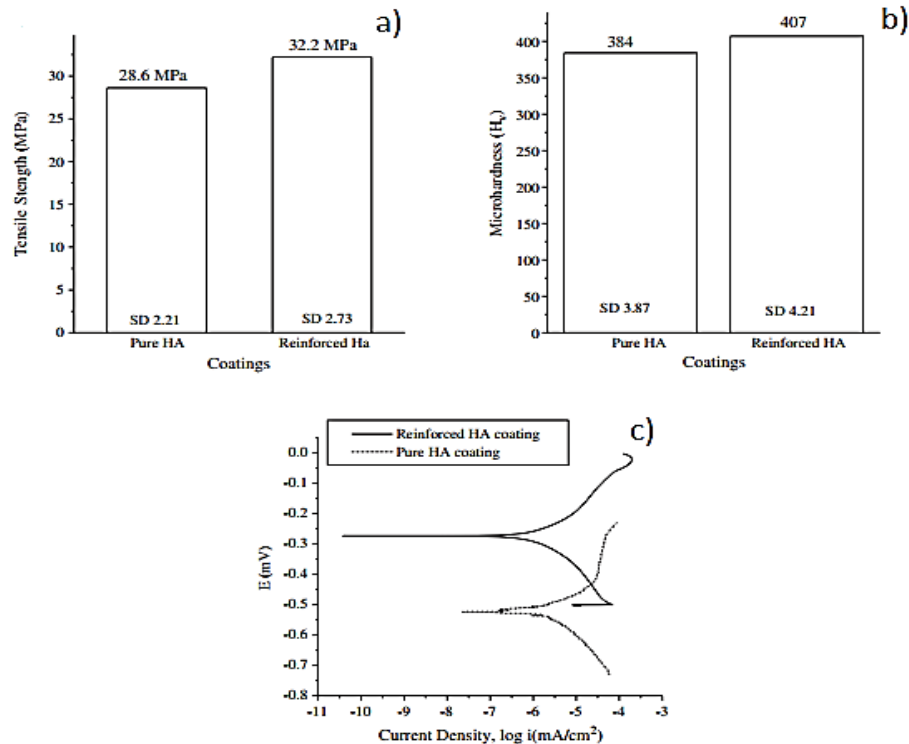 a)
32.2 MPa
28.6 MPa
30
25
20
15
10
5
0
Tensile Stength (MPa)
SD 2.21
SD 2.73
Pure HA
Reinforced Ha
Coatings
b)
407
384
400
350
300
250
200
150
100
50
0
Microhardness (Hv)
SD 3.87
SD 4.21
Pure HA
Reinforced HA
Coatings
c)
Reinforced HA coating
Pure HA coating
0.0
-0.1
-0.2
-0.3
-0.4
-0.5
-0.6
-0.7
-0.8
E (mV)
-11 -10 -9 -8 -7 -6 -5 -4 -3
Current Density, log i(mA/cm²)